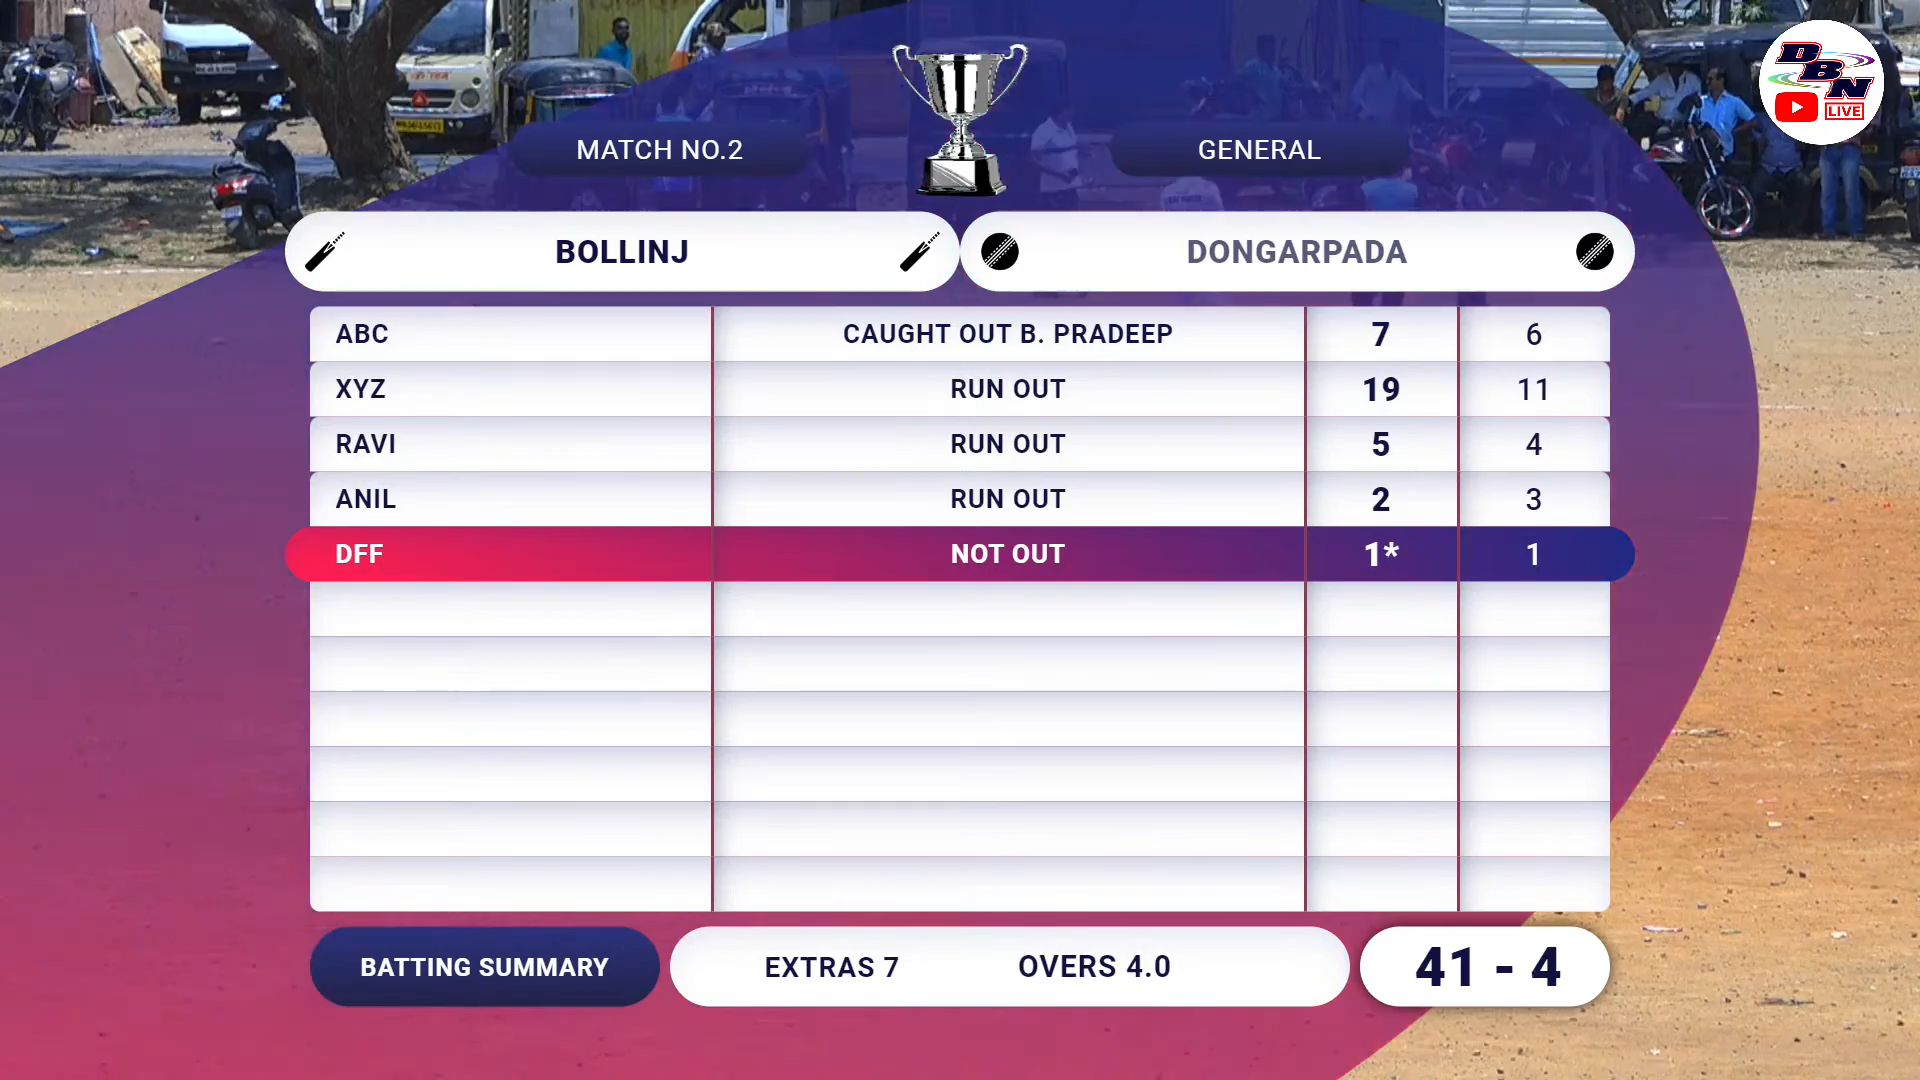 MATCH NO.2
GENERAL
DBN
LIVE
BOLLINJ
DONGARPADA
ABC CAUGHT OUT B. PRADEEP 7 6
XYZ RUN OUT 19 11
RAVI RUN OUT 5 4
ANIL RUN OUT 2 3
DFF NOT OUT 1* 1
BATTING SUMMARY
EXTRAS 7 OVERS 4.0
41 - 4